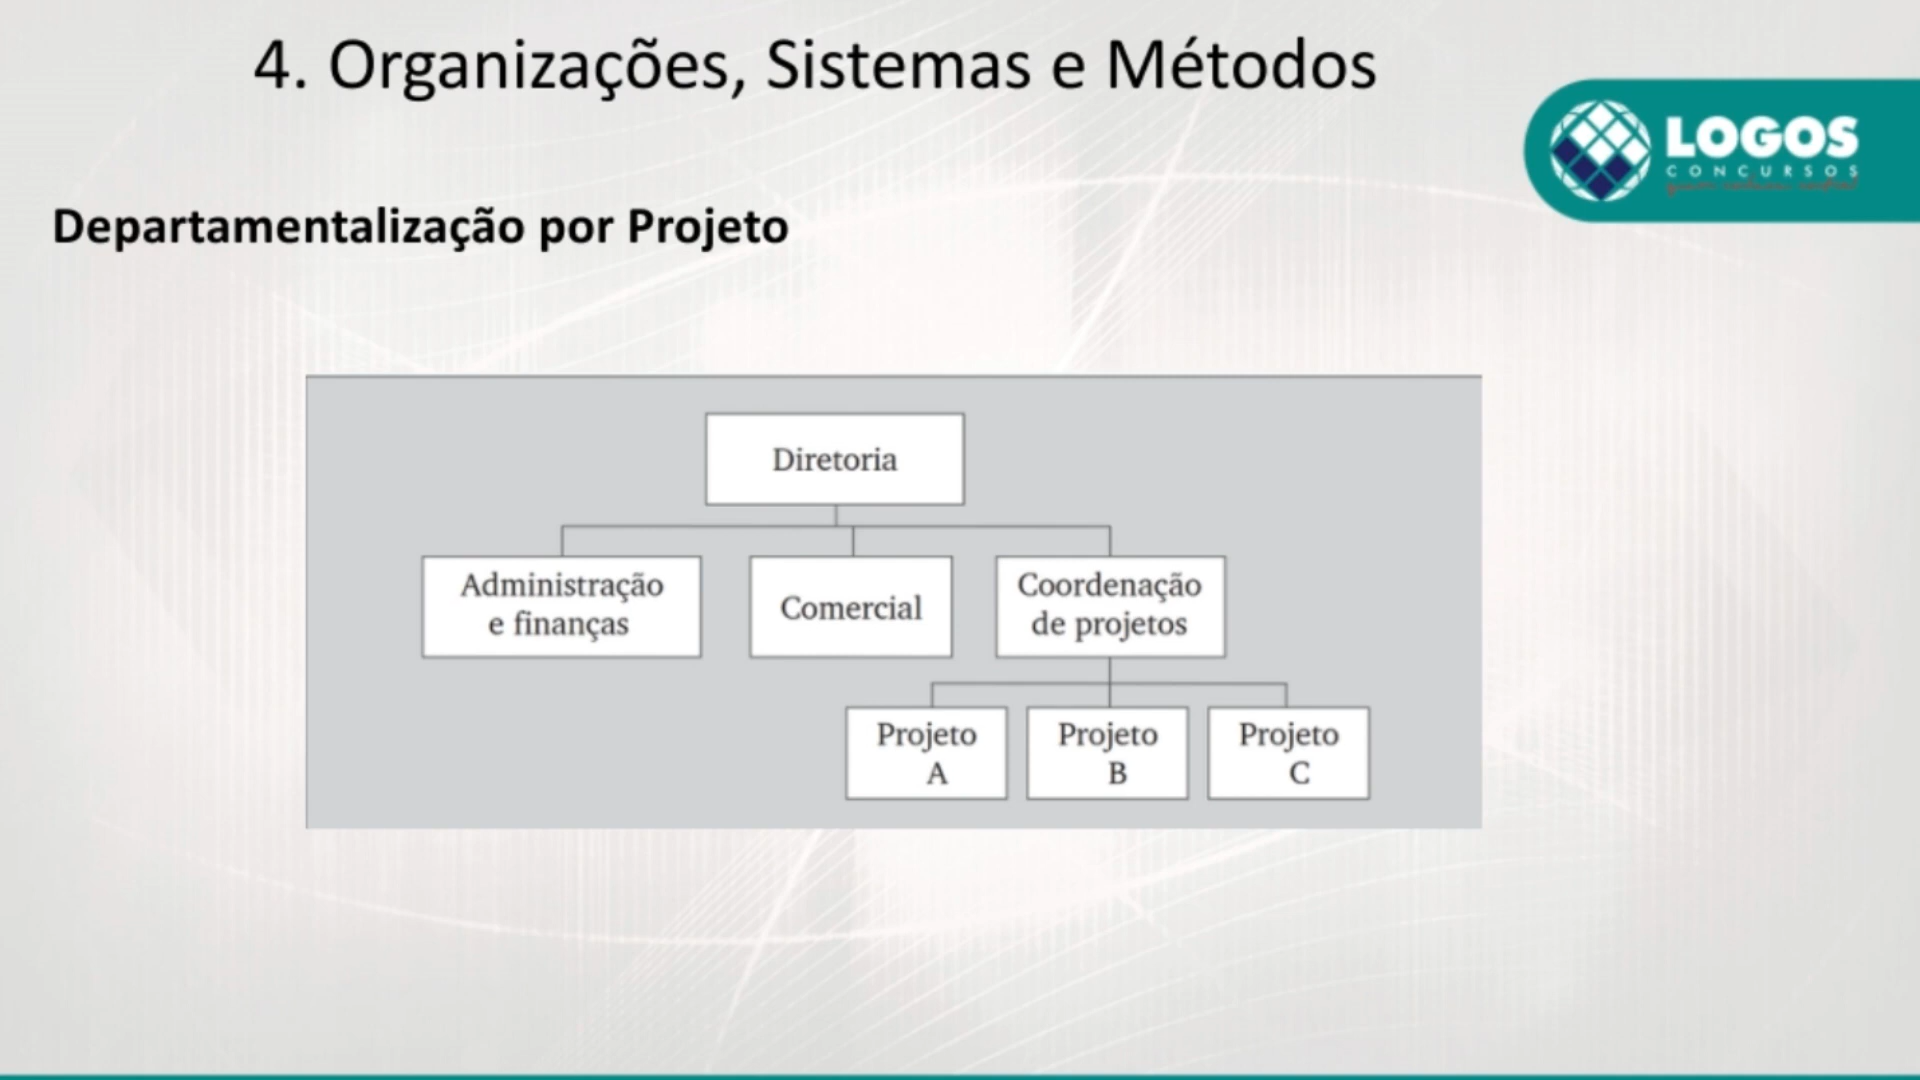 4. Organizações, Sistemas e Métodos
LOGOS
CONCURSOS
Departamentalização por Projeto
Diretoria
Administração
e finanças
Comercial
Coordenação
de projetos
Projeto
A
Projeto
B
Projeto
C